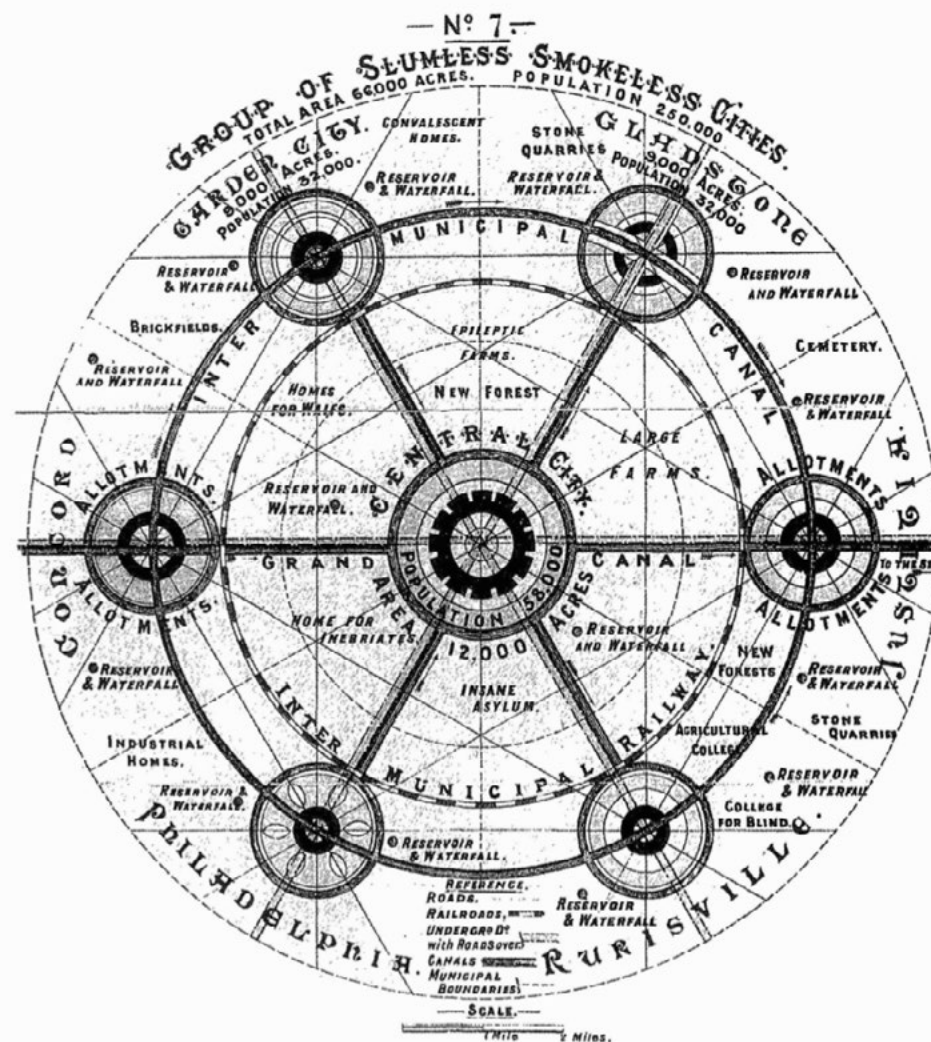 — No 7.—
GROUP OF SLUMLESS SMOKELESS CITIES.
TOTAL AREA 66,000 ACRES. POPULATION 250,000
GARDEN CITY.
9,000 ACRES.
POPULATION 32,000.
CONVALESCENT
HOMES.
STONE
QUARRIES
GLADSTONE
9,000 ACRES.
POPULATION 32,000
RESERVOIR
& WATERFALL.
RESERVOIR &
WATERFALL.
INTER MUNICIPAL CANAL
RESERVOIR
& WATERFALL
RESERVOIR
AND WATERFALL
BRICKFIELDS.
EPILEPTIC
FARMS.
CEMETERY.
RESERVOIR
AND WATERFALL
HOMES
FOR WAIFS.
NEW FOREST
RESERVOIR
& WATERFALL
LARGE
FARMS.
CENTRAL CITY.
CONCORD
ALLOTMENTS.
RESERVOIR AND
WATERFALL.
ALLOTMENTS
JUSTITIA
GRAND CANAL
TO THE SEA
POPULATION 58,000
AREA 12,000 ACRES
ALLOTMENTS.
HOME FOR
INEBRIATES.
RESERVOIR
AND WATERFALL
ALLOTMENTS
RESERVOIR
& WATERFALL
INSANE
ASYLUM.
NEW
FORESTS
RESERVOIR
& WATERFALL
INTER MUNICIPAL RAILWAY.
STONE
QUARRIES
INDUSTRIAL
HOMES.
AGRICULTURAL
COLLEGE
RESERVOIR &
WATERFALL
RESERVOIR
& WATERFALL
COLLEGE
FOR BLIND.
RESERVOIR
& WATERFALL.
PHILADELPHIA.
RURISVILLE.
RESERVOIR
& WATERFALL
REFERENCE.
ROADS.
RAILROADS,
UNDERGRD Do
with ROADS OVER
CANALS
MUNICIPAL
BOUNDARIES
— SCALE. —
1 Mile 2 Miles.